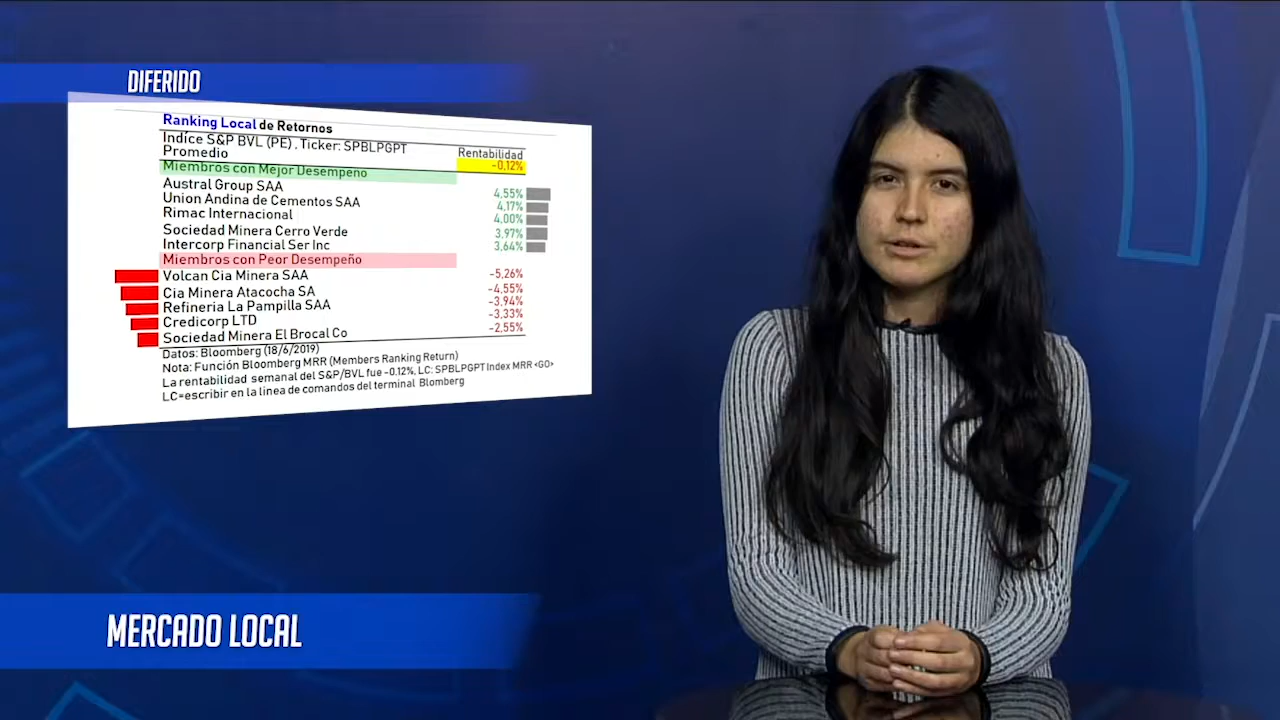 DIFERIDO
Ranking Local de Retornos
Indíce S&P BVL (PE) . Ticker: SPBLPGPT
Promedio
Rentabilidad
-0,12%
Miembros con Mejor Desempeño
Austral Group SAA 4,55%
Union Andina de Cementos SAA 4,17%
Rimac Internacional 4,00%
Sociedad Minera Cerro Verde 3,97%
Intercorp Financial Ser Inc 3,64%
Miembros con Peor Desempeño
Volcan Cia Minera SAA -5,26%
Cia Minera Atacocha SA -4,55%
Refineria La Pampilla SAA -3,94%
Credicorp LTD -3,33%
Sociedad Minera El Brocal Co -2,55%
Datos: Bloomberg (18/6/2019)
Nota: Función Bloomberg MRR (Members Ranking Return)
La rentabilidad semanal del S&P/BVL fue -0.12%, LC: SPBLPGPT Index MRR <GO>
LC=escribir en la linea de comandos del terminal Blomberg
MERCADO LOCAL